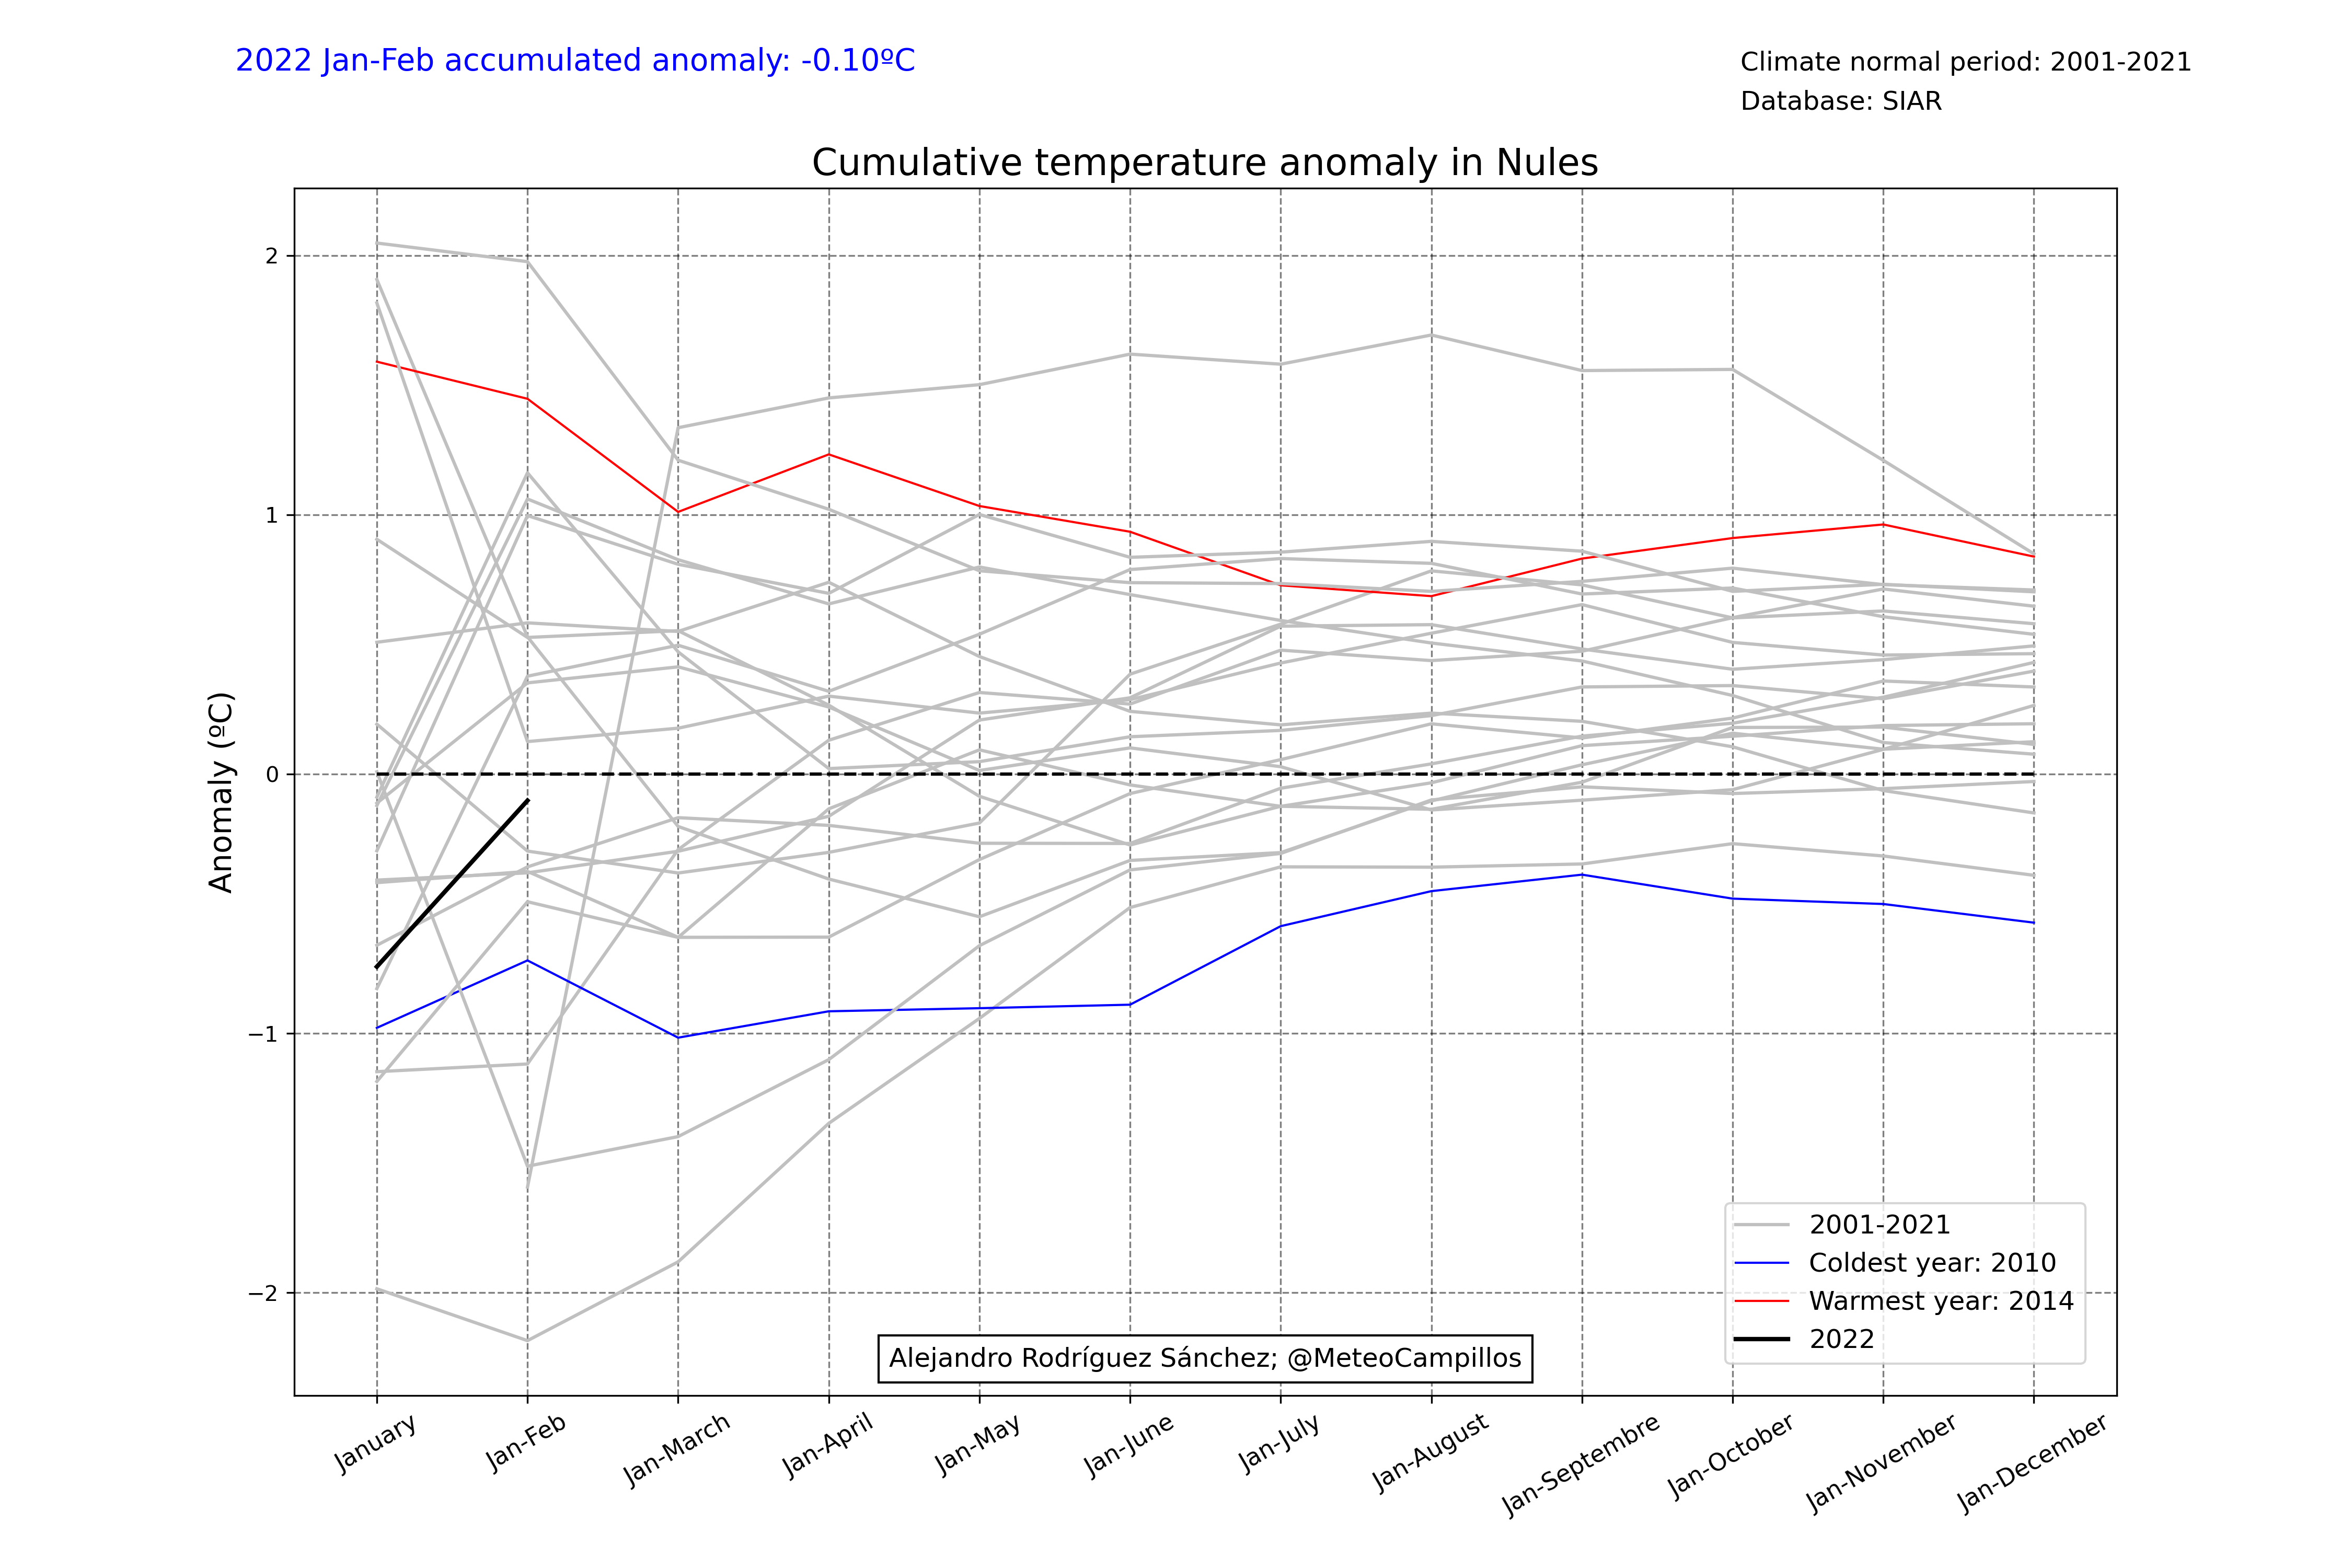 2022 Jan-Feb accumulated anomaly: -0.10ºC
Climate normal period: 2001-2021
Database: SIAR
Cumulative temperature anomaly in Nules
Anomaly (ºC)
2
1
0
−1
−2
2001-2021
Coldest year: 2010
Warmest year: 2014
2022
Alejandro Rodríguez Sánchez; @MeteoCampillos
January
Jan-Feb
Jan-March
Jan-April
Jan-May
Jan-June
Jan-July
Jan-August
Jan-Septembre
Jan-October
Jan-November
Jan-December